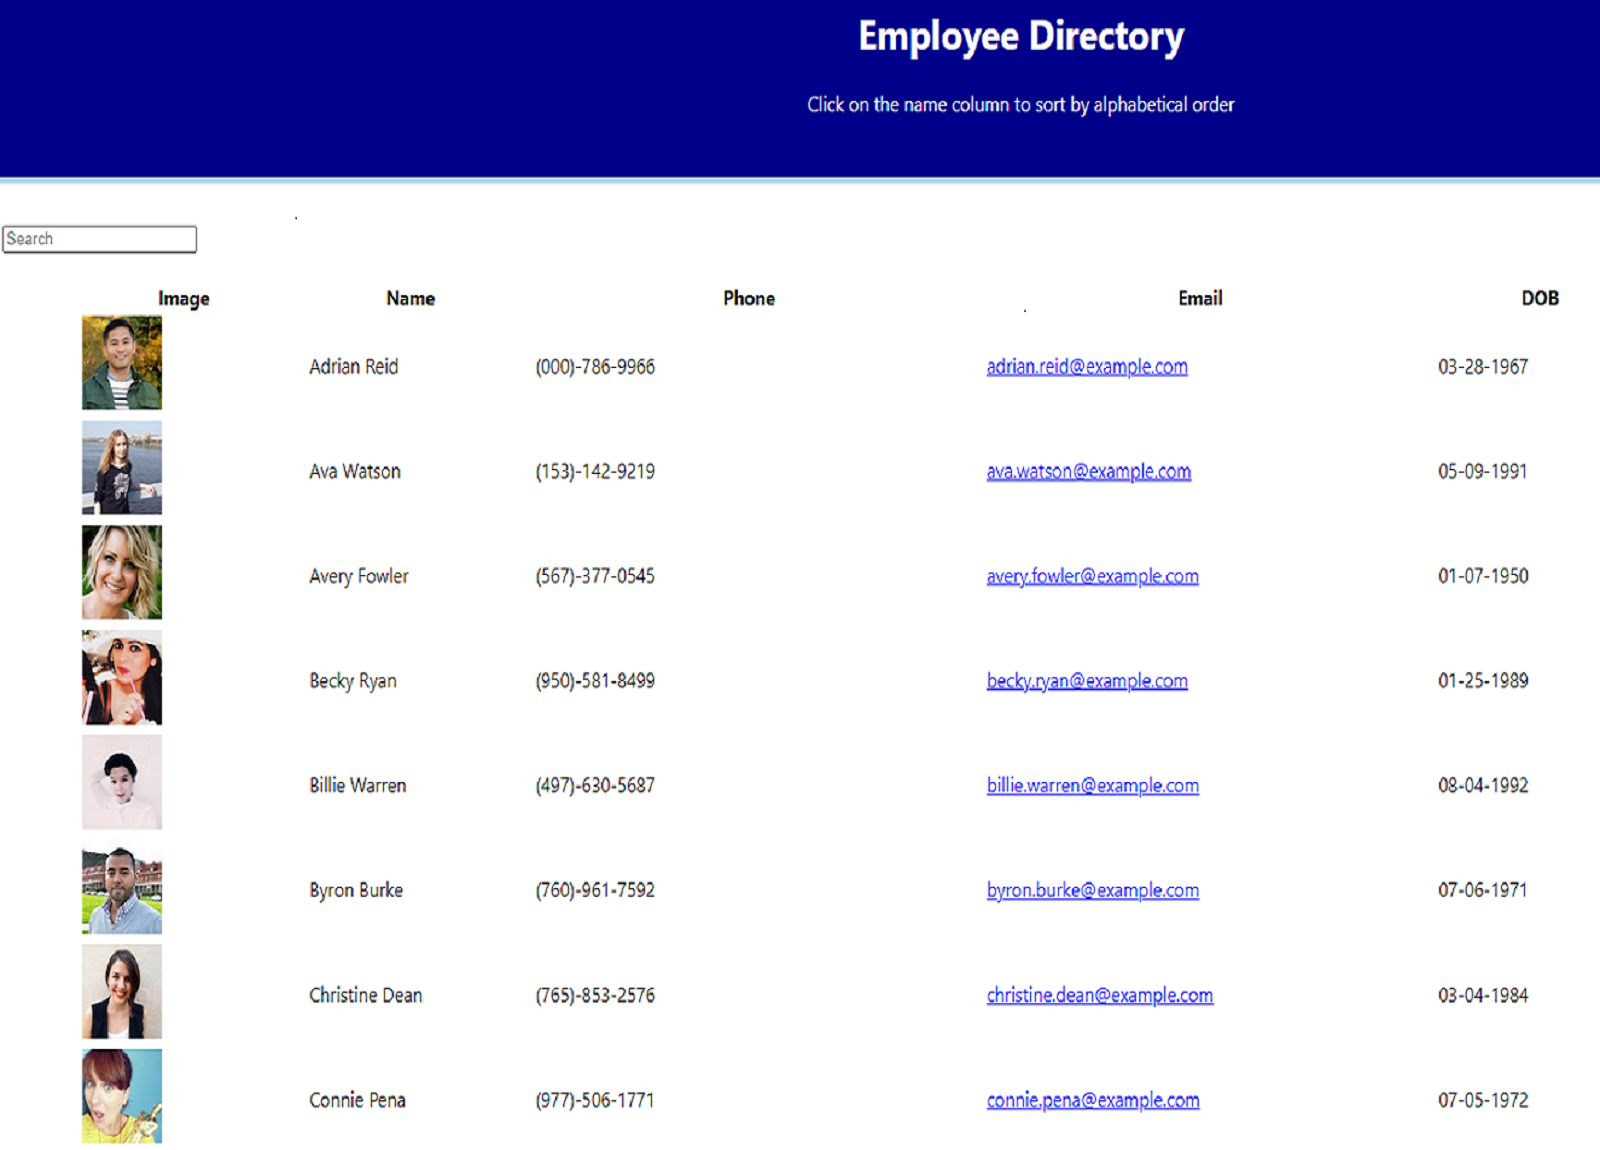 Employee Directory
Click on the name column to sort by alphabetical order
Search
Image Name Phone Email DOB
Adrian Reid (000)-786-9966 adrian.reid@example.com 03-28-1967
Ava Watson (153)-142-9219 ava.watson@example.com 05-09-1991
Avery Fowler (567)-377-0545 avery.fowler@example.com 01-07-1950
Becky Ryan (950)-581-8499 becky.ryan@example.com 01-25-1989
Billie Warren (497)-630-5687 billie.warren@example.com 08-04-1992
Byron Burke (760)-961-7592 byron.burke@example.com 07-06-1971
Christine Dean (765)-853-2576 christine.dean@example.com 03-04-1984
Connie Pena (977)-506-1771 connie.pena@example.com 07-05-1972